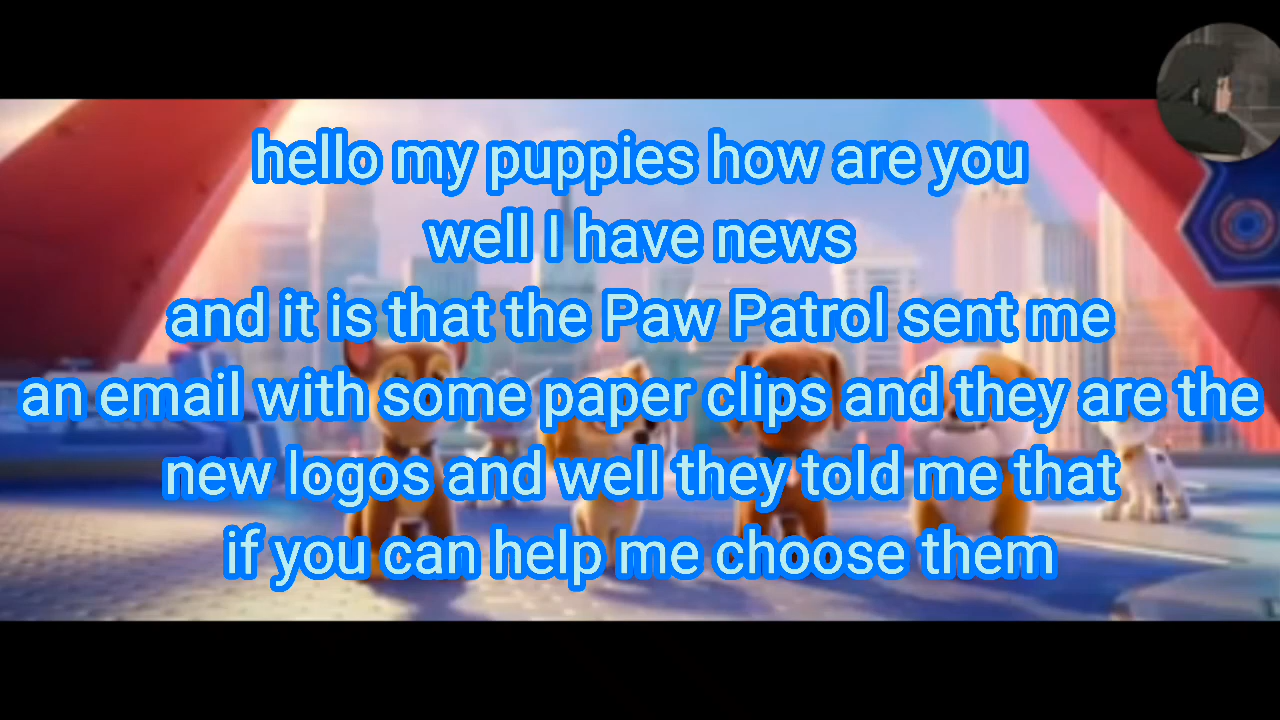 hello my puppies how are you
well I have news
and it is that the Paw Patrol sent me
an email with some paper clips and they are the
new logos and well they told me that
if you can help me choose them